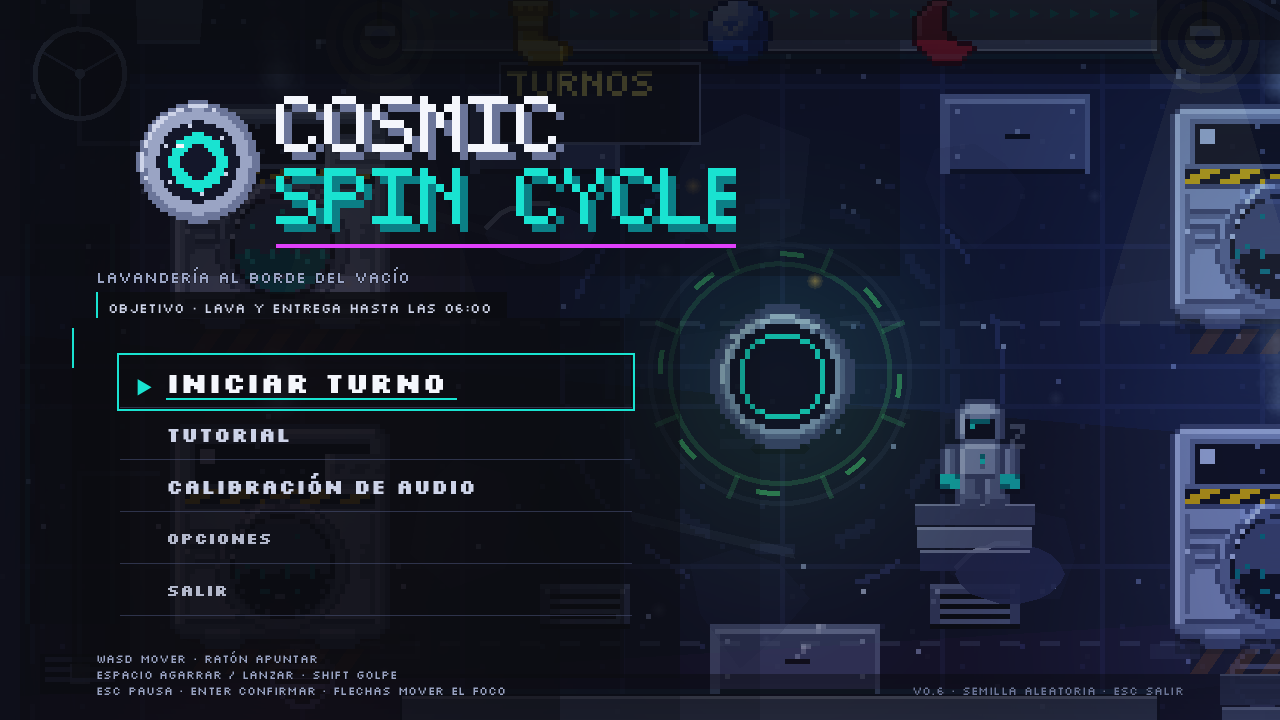 TURNOS
COSMIC
SPIN CYCLE
LAVANDERÍA AL BORDE DEL VACÍO
OBJETIVO · LAVA Y ENTREGA HASTA LAS 06:00
INICIAR TURNO
TUTORIAL
CALIBRACIÓN DE AUDIO
OPCIONES
SALIR
WASD MOVER · RATÓN APUNTAR
ESPACIO AGARRAR / LANZAR · SHIFT GOLPE
ESC PAUSA · ENTER CONFIRMAR · FLECHAS MOVER EL FOCO
V0.6 · SEMILLA ALEATORIA · ESC SALIR